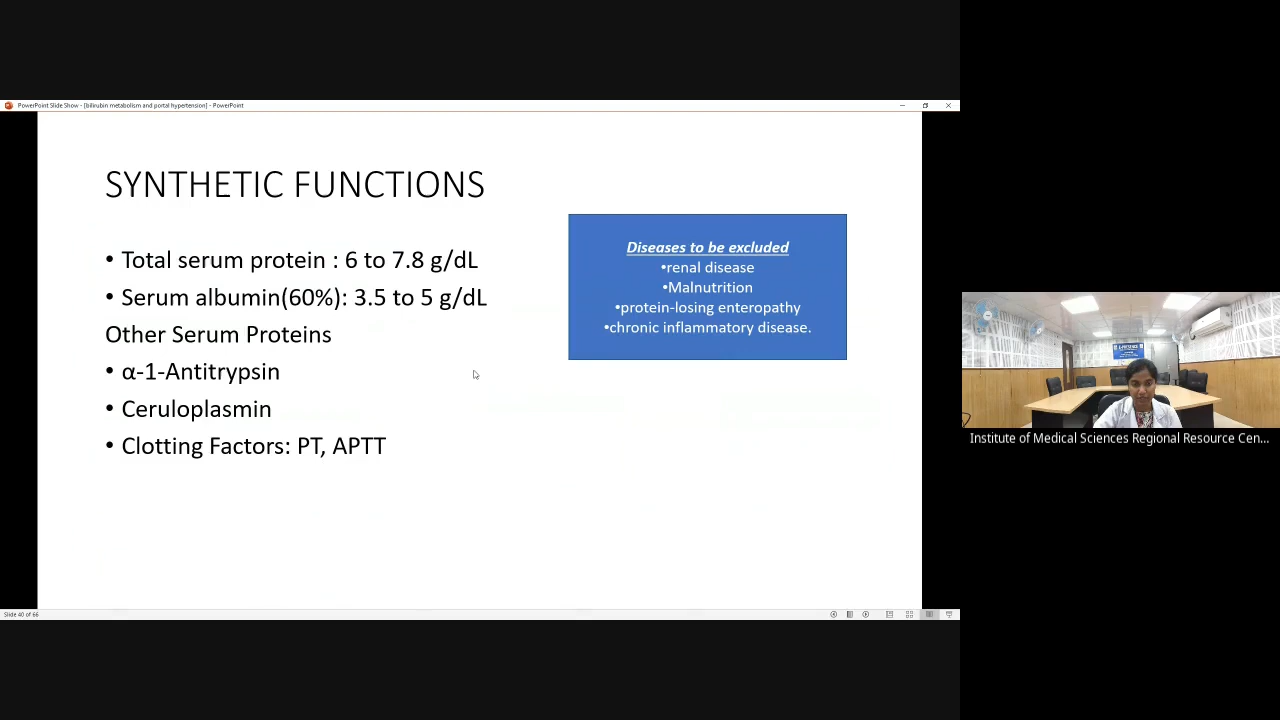 PowerPoint Slide Show - [bilirubin metabolism and portal hypertension] - PowerPoint
SYNTHETIC FUNCTIONS
• Total serum protein : 6 to 7.8 g/dL
• Serum albumin(60%): 3.5 to 5 g/dL
Other Serum Proteins
• α-1-Antitrypsin
• Ceruloplasmin
• Clotting Factors: PT, APTT
Diseases to be excluded
•renal disease
•Malnutrition
•protein-losing enteropathy
•chronic inflammatory disease.
Slide 40 of 66
Institute of Medical Sciences Regional Resource Cen...